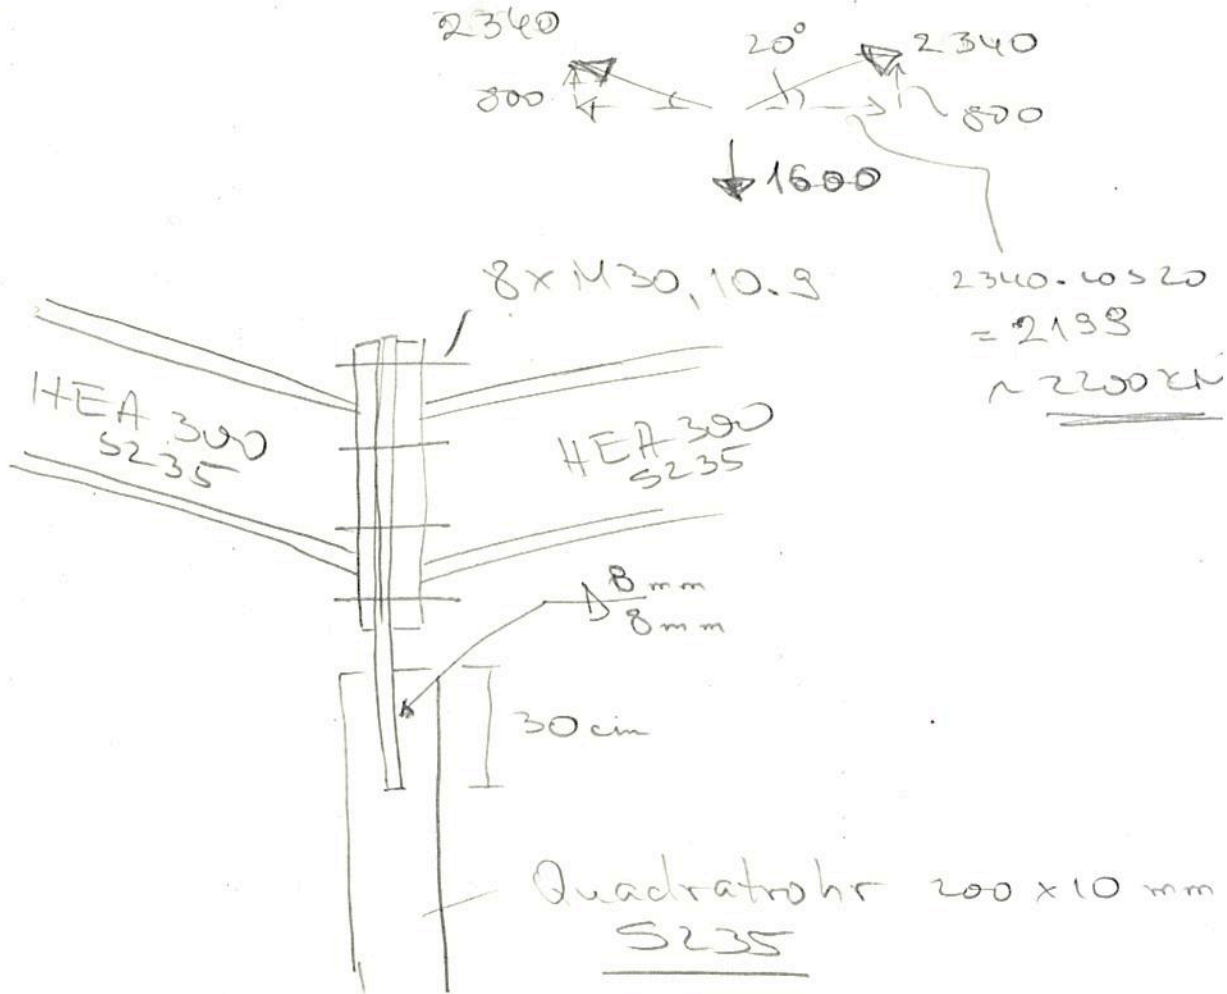 2340
20°
2340
800
800
1600
8 x M30, 10.9
2340 · cos 20
= 2199
~ 2200 kN
HEA 300
S235
HEA 300
S235
8 mm
8 mm
30 cm
Quadratrohr 200 x 10 mm
S235